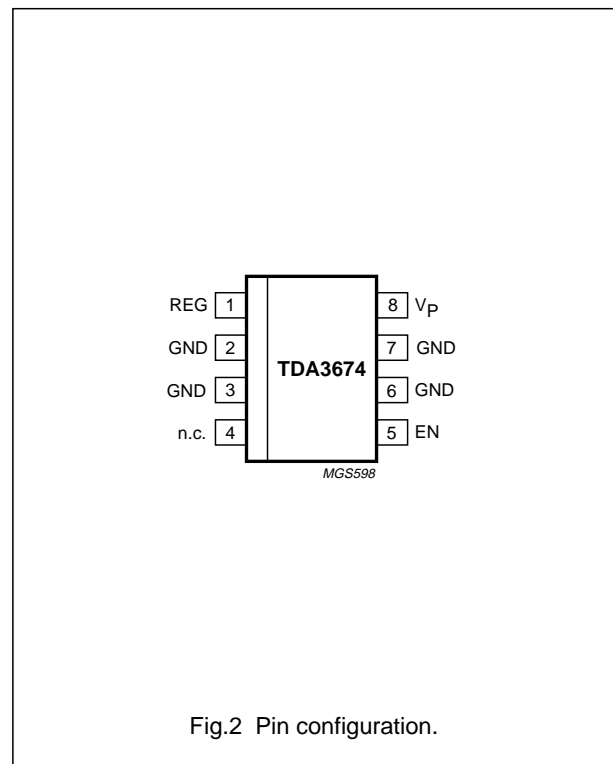 REG 1 8 VP
GND 2 7 GND
TDA3674
GND 3 6 GND
n.c. 4 5 EN
MGS598
Fig.2 Pin configuration.